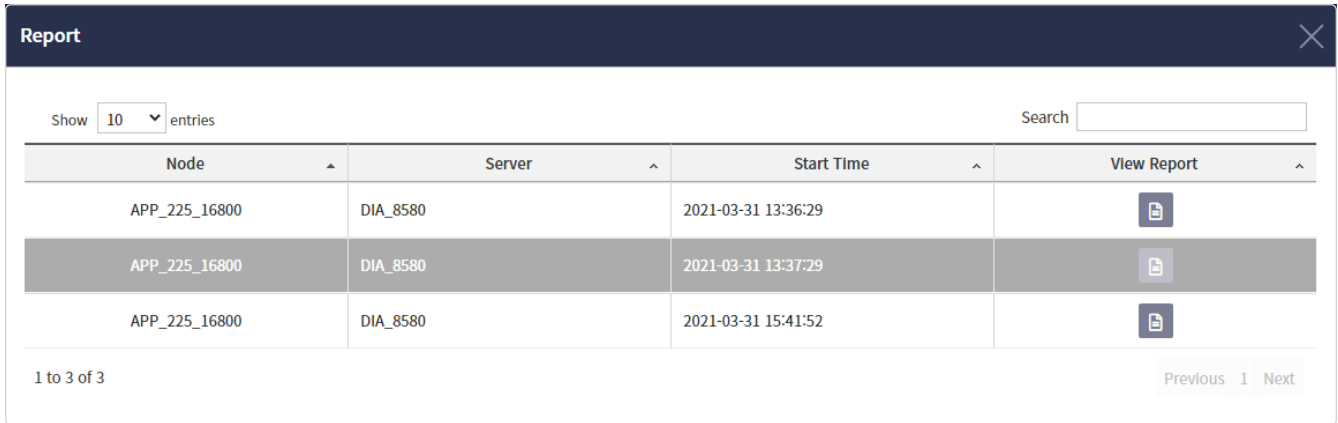 Report
Show 10 entries Search
Node Server Start Time View Report
APP_225_16800 DIA_8580 2021-03-31 13:36:29
APP_225_16800 DIA_8580 2021-03-31 13:37:29
APP_225_16800 DIA_8580 2021-03-31 15:41:52
1 to 3 of 3 Previous 1 Next